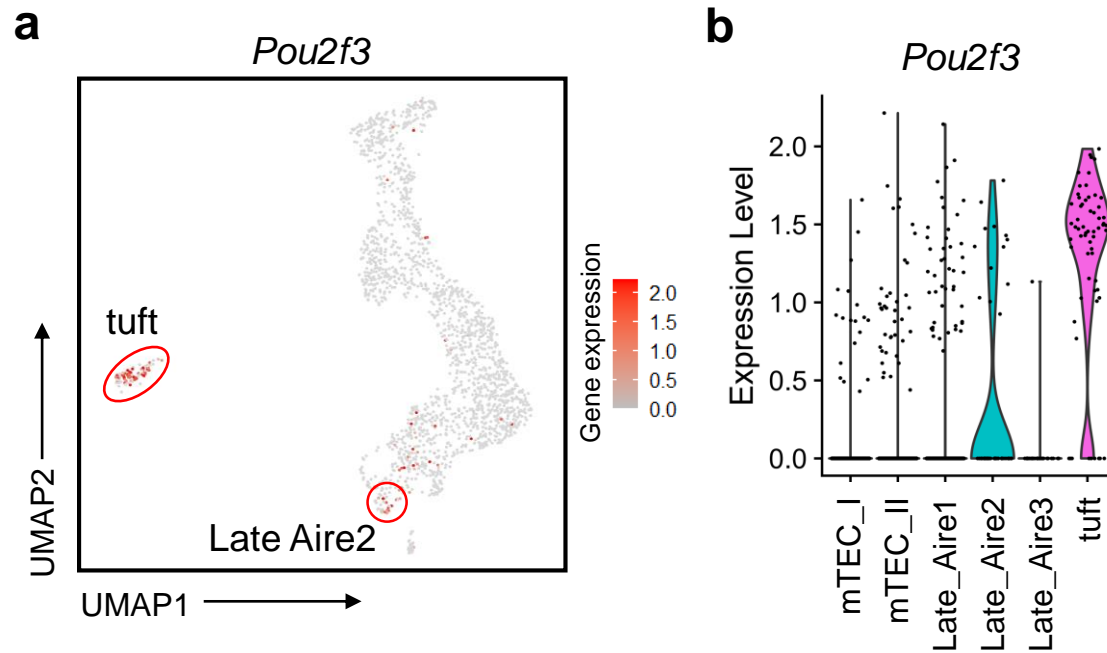 a
Pou2f3
tuft
Late Aire2
UMAP2
UMAP1
Gene expression
2.0
1.5
1.0
0.5
0.0
b
Pou2f3
Expression Level
2.0
1.5
1.0
0.5
0.0
mTEC_I
mTEC_II
Late_Aire1
Late_Aire2
Late_Aire3
tuft